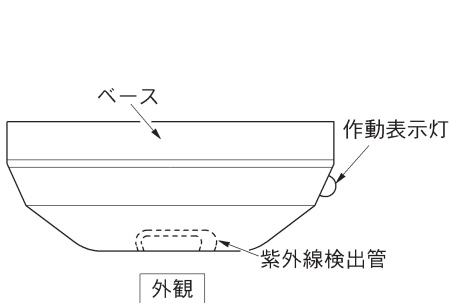 ベース
作動表示灯
紫外線検出管
外観